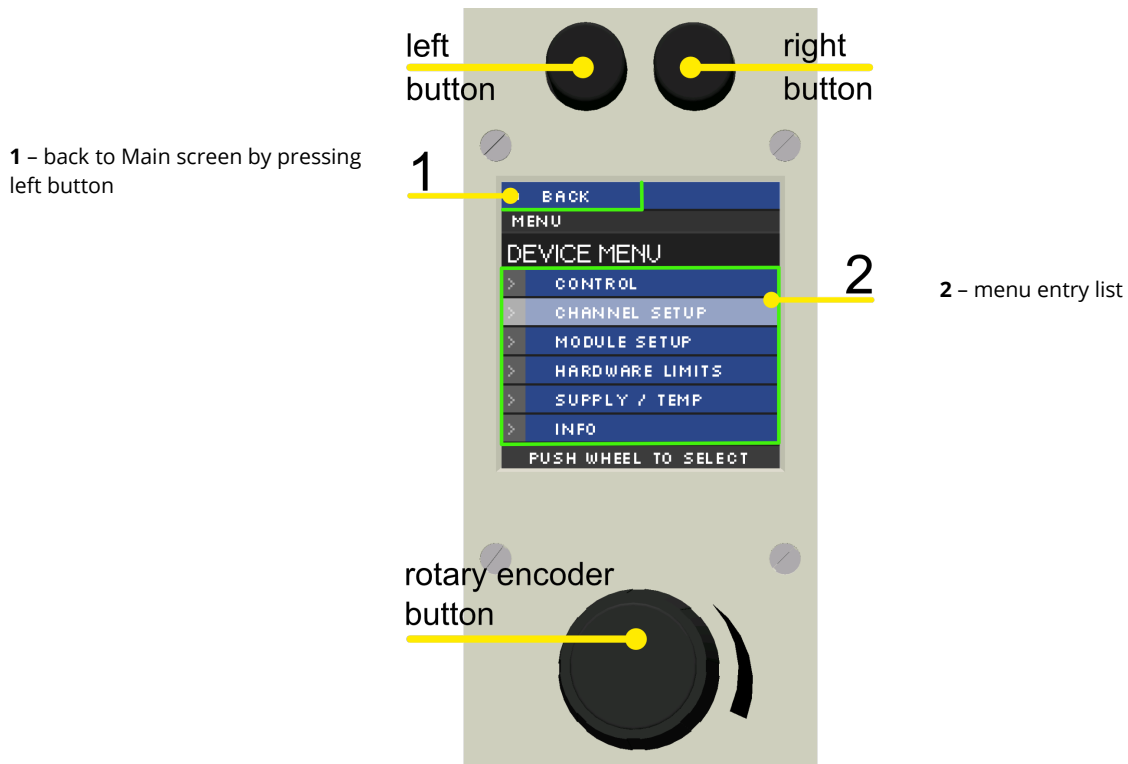 left
button
right
button
1 – back to Main screen by pressing
left button
1
BACK
MENU
DEVICE MENU
2
2 – menu entry list
> CONTROL
> CHANNEL SETUP
> MODULE SETUP
> HARDWARE LIMITS
> SUPPLY / TEMP
> INFO
PUSH WHEEL TO SELECT
rotary encoder
button